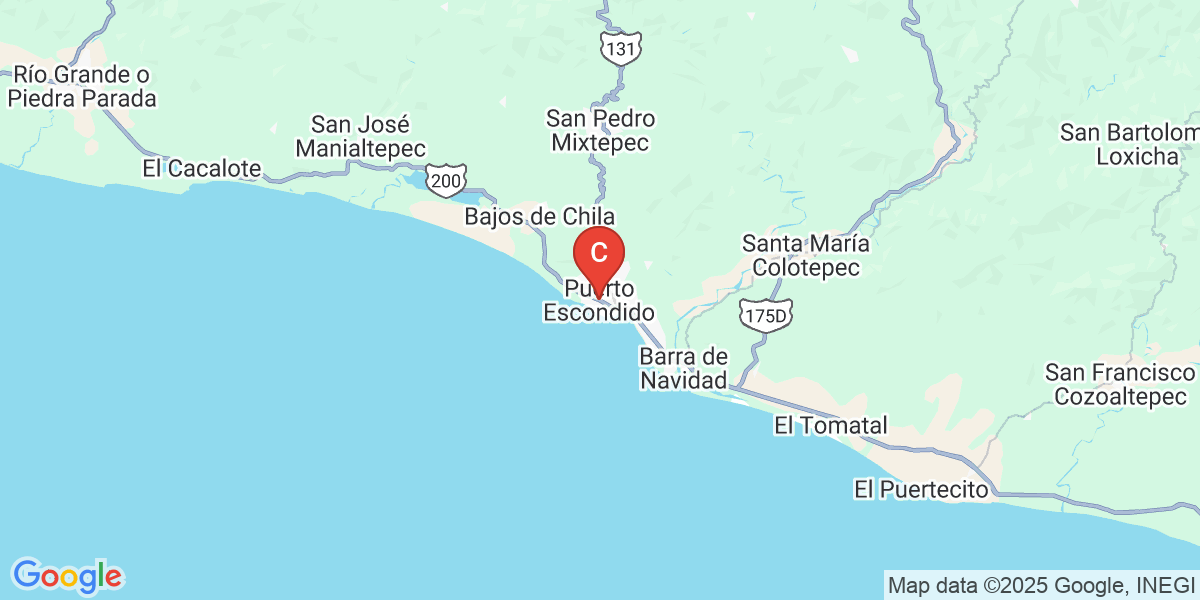 131
Río Grande o
Piedra Parada
San Pedro
Mixtepec
San José
Manialtepec
San Bartolom
Loxicha
El Cacalote
200
Bajos de Chila
Santa María
Colotepec
C
Puerto
Escondido
175D
Barra de
Navidad
San Francisco
Cozoaltepec
El Tomatal
El Puertecito
Google
Map data ©2025 Google, INEGI